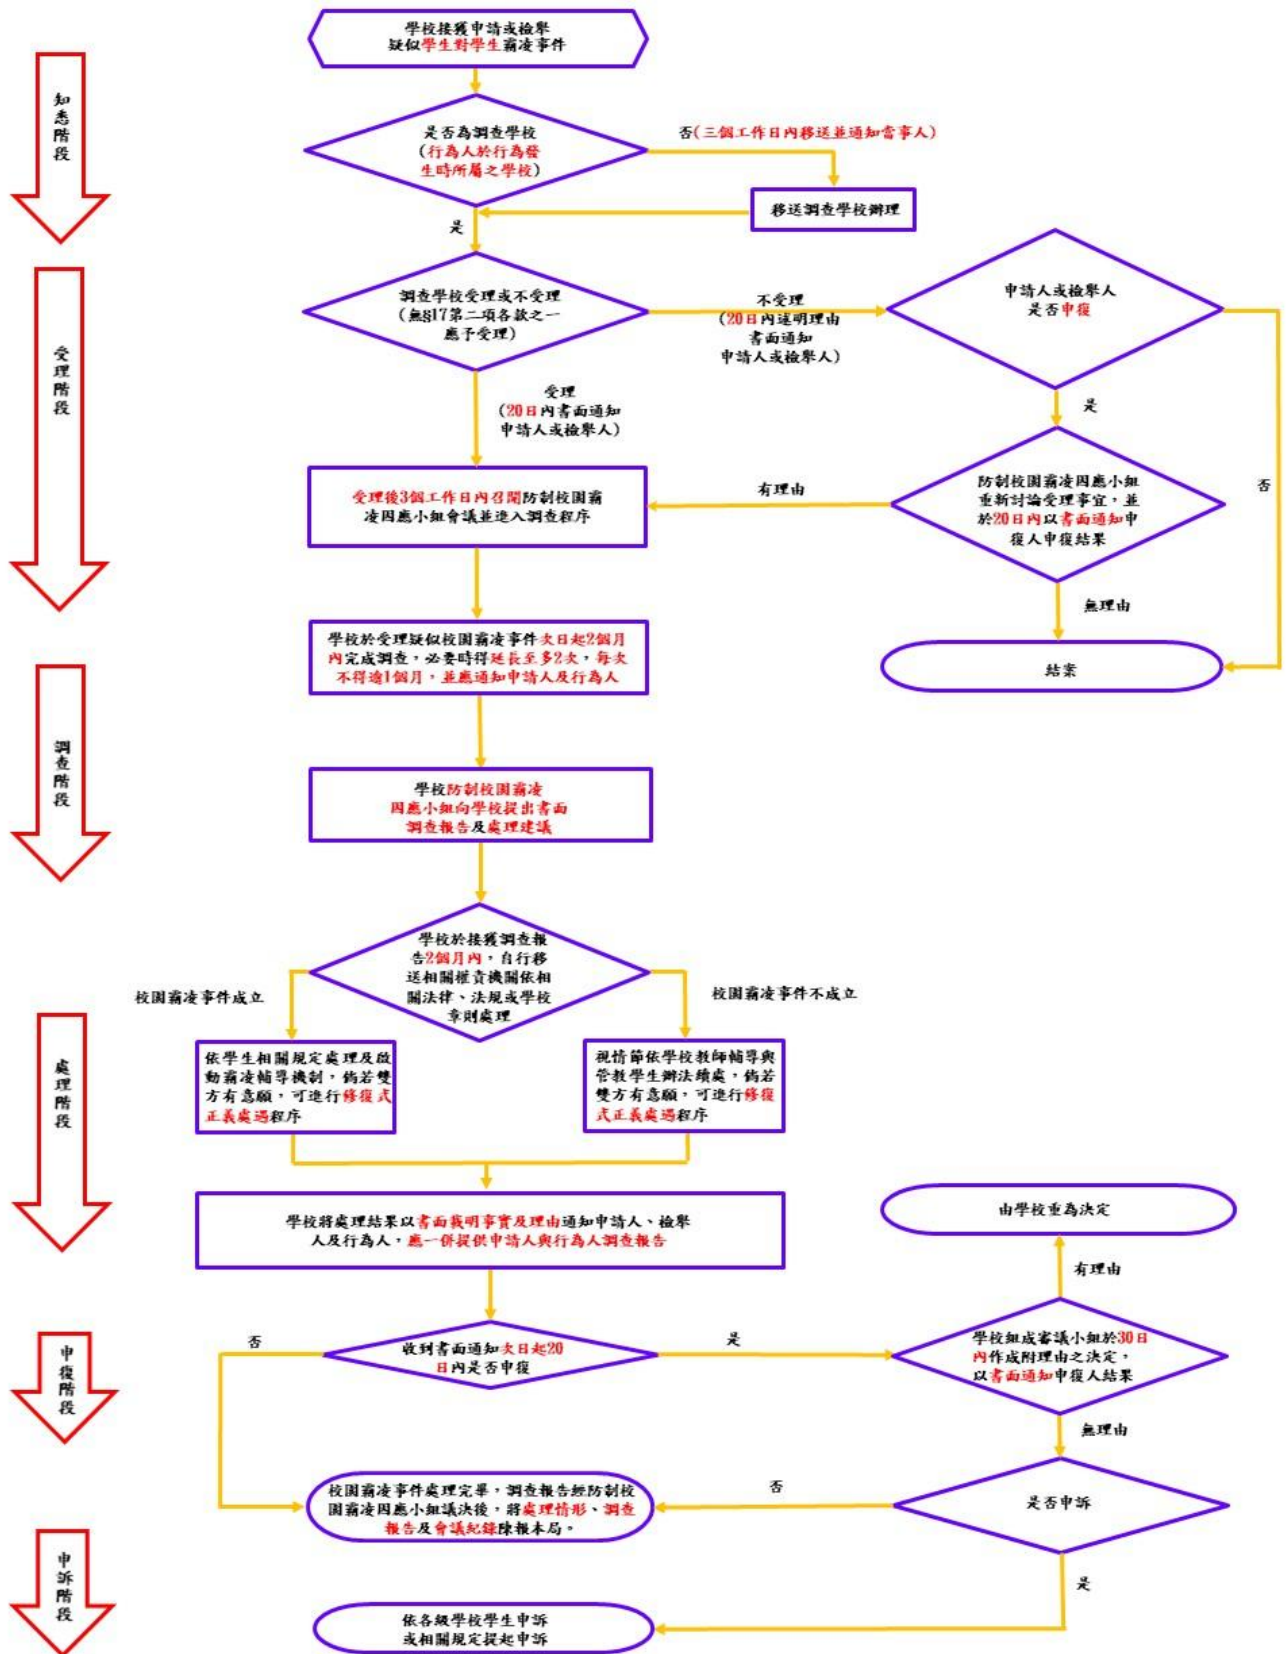 學校接獲申請或檢舉
疑似學生對學生霸凌事件
知悉階段
是否為調查學校
(行為人於行為發
生時所屬之學校)
否(三個工作日內移送並通知當事人)
移送調查學校辦理
是
受理階段
調查學校受理或不受理
(無§17第二項各款之一
應予受理)
不受理
(20日內述明理由
書面通知
申請人或檢舉人)
申請人或檢舉人
是否申復
受理
(20日內書面通知
申請人或檢舉人)
是
否
受理後3個工作日內召開防制校園霸
凌因應小組會議並進入調查程序
有理由
防制校園霸凌因應小組
重新討論受理事宜，並
於20日內以書面通知申
復人申復結果
無理由
結案
學校於受理疑似校園霸凌事件次日起2個月
內完成調查，必要時得延長至多2次，每次
不得逾1個月，並應通知申請人及行為人
調查階段
學校防制校園霸凌
因應小組向學校提出書面
調查報告及處理建議
學校於接獲調查報
告2個月內，自行移
送相關權責機關依相
關法律、法規或學校
章則處理
校園霸凌事件成立
校園霸凌事件不成立
處理階段
依學生相關規定處理及啟
動霸凌輔導機制，倘若雙
方有意願，可進行修復式
正義處遇程序
視情節依學校教師輔導與
管教學生辦法續處，倘若
雙方有意願，可進行修復
式正義處遇程序
學校將處理結果以書面載明事實及理由通知申請人、檢舉
人及行為人，應一併提供申請人與行為人調查報告
由學校重為決定
有理由
申復階段
否
收到書面通知次日起20
日內是否申復
是
學校組成審議小組於30日
內作成附理由之決定，
以書面通知申復人結果
無理由
校園霸凌事件處理完畢，調查報告經防制校
園霸凌因應小組議決後，將處理情形、調查
報告及會議紀錄陳報本局。
否
是否申訴
是
申訴階段
依各級學校學生申訴
或相關規定提起申訴